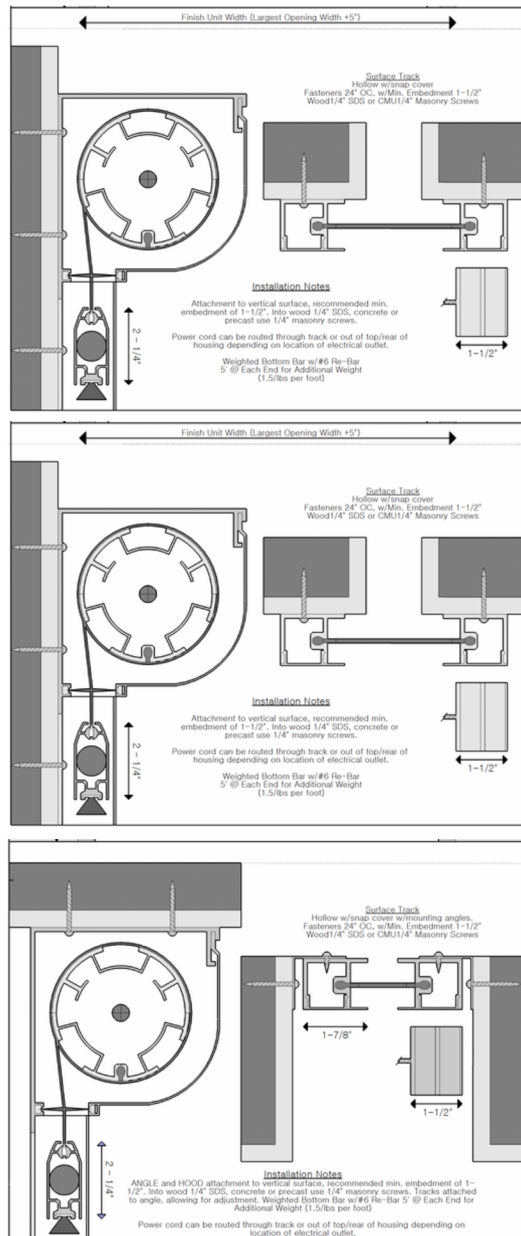 Finish Unit Width (Largest Opening Width +5")
Surface Track
Hollow w/snap cover
Fasteners 24" OC, w/Min. Embedment 1-1/2"
Wood1/4" SDS or CMU1/4" Masonry Screws
Installation Notes
Attachment to vertical surface, recommended min.
embedment of 1-1/2". Into wood 1/4" SDS, concrete or
precast use 1/4" masonry screws.
Power cord can be routed through track or out of top/rear of
housing depending on location of electrical outlet.
Weighted Bottom Bar w/#6 Re-Bar
5' @ Each End for Additional Weight
(1.5/lbs per foot)
2 - 1/4"
1-1/2"
Finish Unit Width (Largest Opening Width +5")
Surface Track
Hollow w/snap cover
Fasteners 24" OC, w/Min. Embedment 1-1/2"
Wood1/4" SDS or CMU1/4" Masonry Screws
Installation Notes
Attachment to vertical surface, recommended min.
embedment of 1-1/2". Into wood 1/4" SDS, concrete or
precast use 1/4" masonry screws.
Power cord can be routed through track or out of top/rear of
housing depending on location of electrical outlet.
Weighted Bottom Bar w/#6 Re-Bar
5' @ Each End for Additional Weight
(1.5/lbs per foot)
2 - 1/4"
1-1/2"
Surface Track
Hollow w/snap cover w/mounting angles.
Fasteners 24" OC, w/Min. Embedment 1-1/2"
Wood1/4" SDS or CMU1/4" Masonry Screws
1-7/8"
1-1/2"
2 - 1/4"
Installation Notes
ANGLE and HOOD attachment to vertical surface, recommended min. embedment of 1-
1/2". Into wood 1/4" SDS, concrete or precast use 1/4" masonry screws. Tracks attached
to angle, allowing for adjustment. Weighted Bottom Bar w/#6 Re-Bar 5' @ Each End for
Additional Weight (1.5/lbs per foot)
Power cord can be routed through track or out of top/rear of housing depending on
location of electrical outlet.